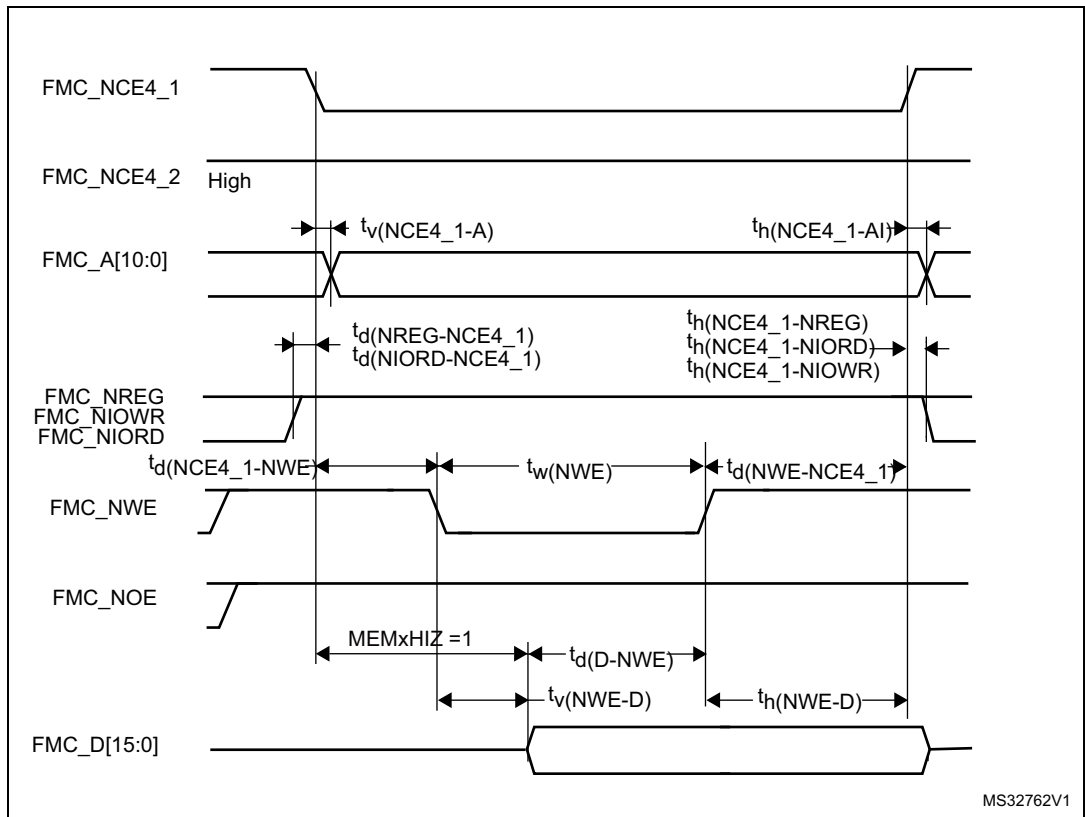 FMC_NCE4_1
FMC_NCE4_2 High
tv(NCE4_1-A) th(NCE4_1-AI)
FMC_A[10:0]
td(NREG-NCE4_1)
td(NIORD-NCE4_1)
th(NCE4_1-NREG)
th(NCE4_1-NIORD)
th(NCE4_1-NIOWR)
FMC_NREG
FMC_NIOWR
FMC_NIORD
td(NCE4_1-NWE) tw(NWE) td(NWE-NCE4_1)
FMC_NWE
FMC_NOE
MEMxHIZ =1
td(D-NWE)
tv(NWE-D) th(NWE-D)
FMC_D[15:0]
MS32762V1